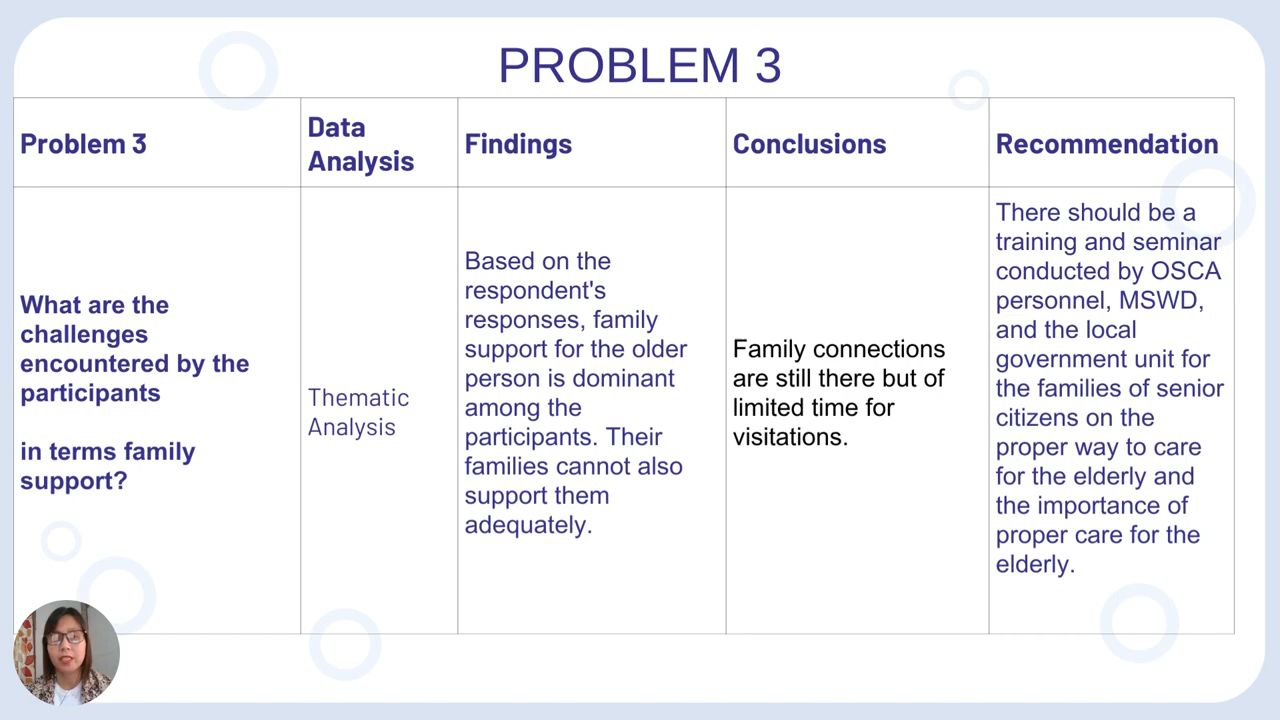 PROBLEM 3
Problem 3
Data
Analysis
Findings
Conclusions
Recommendation
What are the
challenges
encountered by the
participants
in terms family
support?
Thematic
Analysis
Based on the
respondent's
responses, family
support for the older
person is dominant
among the
participants. Their
families cannot also
support them
adequately.
Family connections
are still there but of
limited time for
visitations.
There should be a
training and seminar
conducted by OSCA
personnel, MSWD,
and the local
government unit for
the families of senior
citizens on the
proper way to care
for the elderly and
the importance of
proper care for the
elderly.